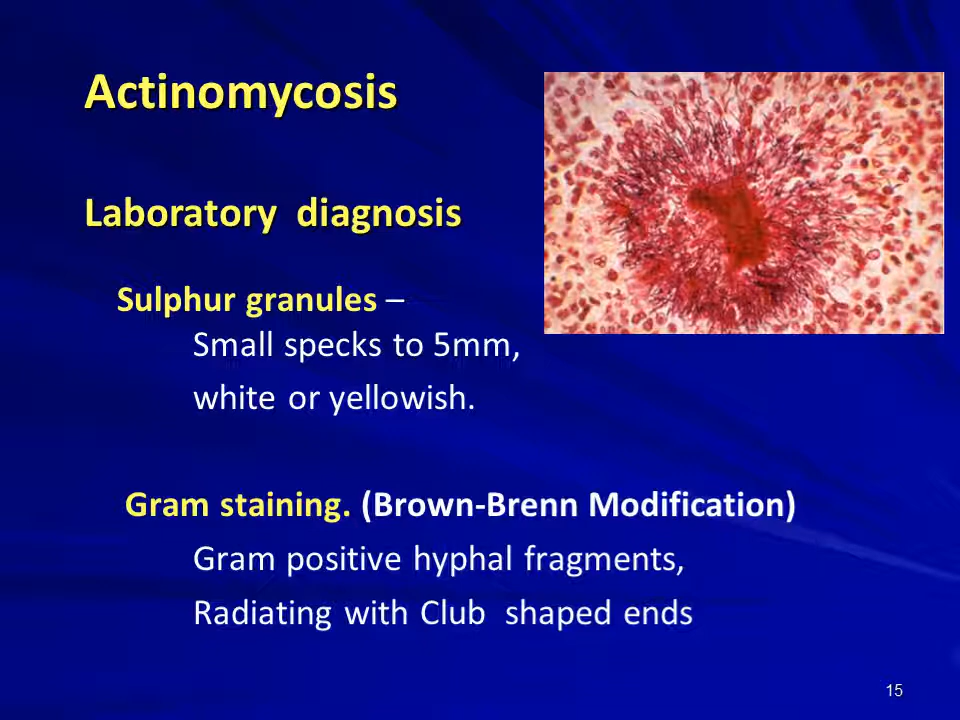 Actinomycosis
Laboratory  diagnosis
Sulphur granules –
Small specks to 5mm,
white or yellowish.
Gram staining. (Brown-Brenn Modification)
Gram positive hyphal fragments,
Radiating with Club  shaped ends
15